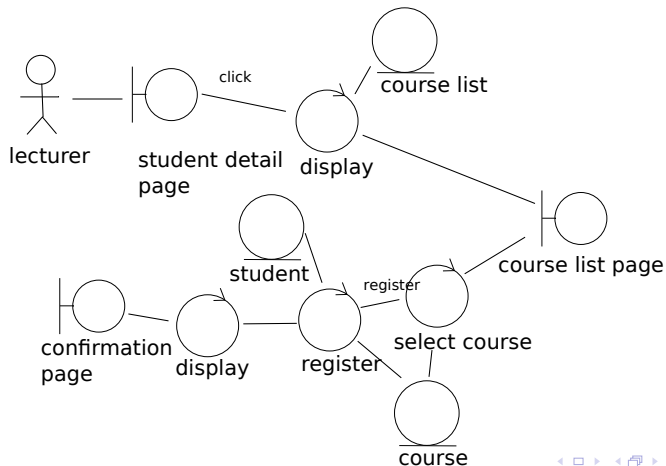 click
course list
lecturer
student detail
page
display
student
register
course list page
confirmation
page
display
register
select course
course